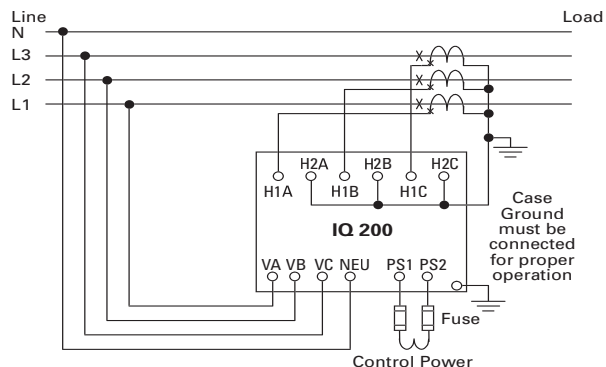 Line
Load
N
L3
L2
L1
H2A H2B H2C
H1A H1B H1C
IQ 200
VA VB VC NEU PS1 PS2
Case
Ground
must be
connected
for proper
operation
Fuse
Control Power